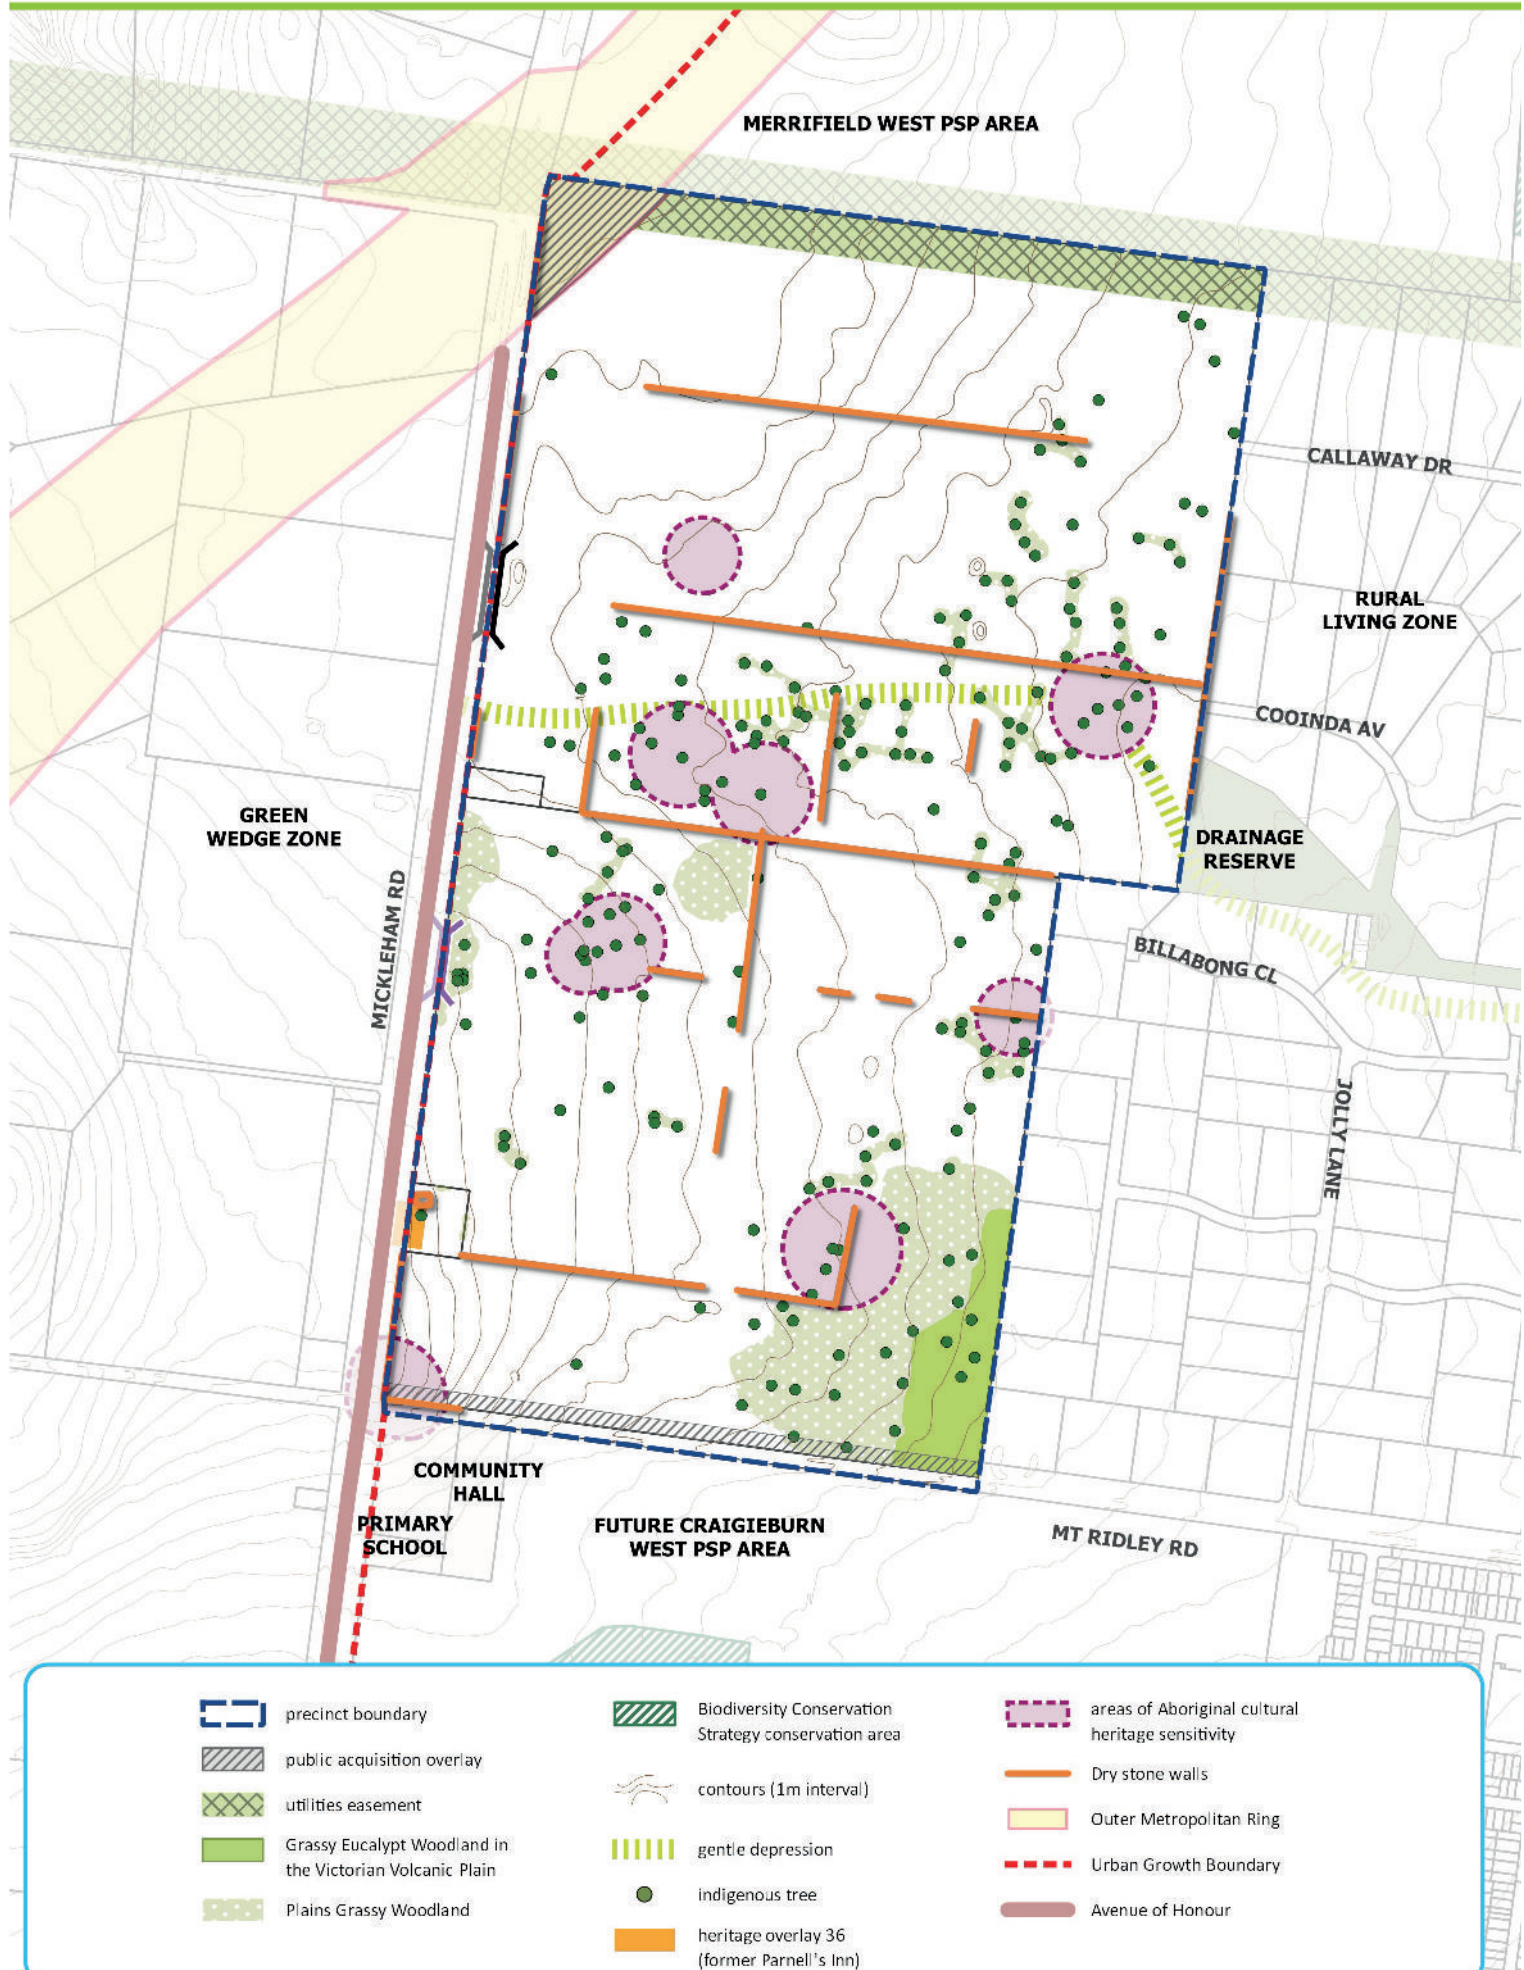 MERRIFIELD WEST PSP AREA
CALLAWAY DR
RURAL
LIVING ZONE
COOINDA AV
GREEN
WEDGE ZONE
DRAINAGE
RESERVE
MICKLEHAM RD
BILLABONG CL
JOLLY LANE
COMMUNITY
HALL
PRIMARY
SCHOOL
FUTURE CRAIGIEBURN
WEST PSP AREA
MT RIDLEY RD
precinct boundary
public acquisition overlay
utilities easement
Grassy Eucalypt Woodland in
the Victorian Volcanic Plain
Plains Grassy Woodland
Biodiversity Conservation
Strategy conservation area
contours (1m interval)
gentle depression
indigenous tree
heritage overlay 36
(former Parnell's Inn)
areas of Aboriginal cultural
heritage sensitivity
Dry stone walls
Outer Metropolitan Ring
Urban Growth Boundary
Avenue of Honour